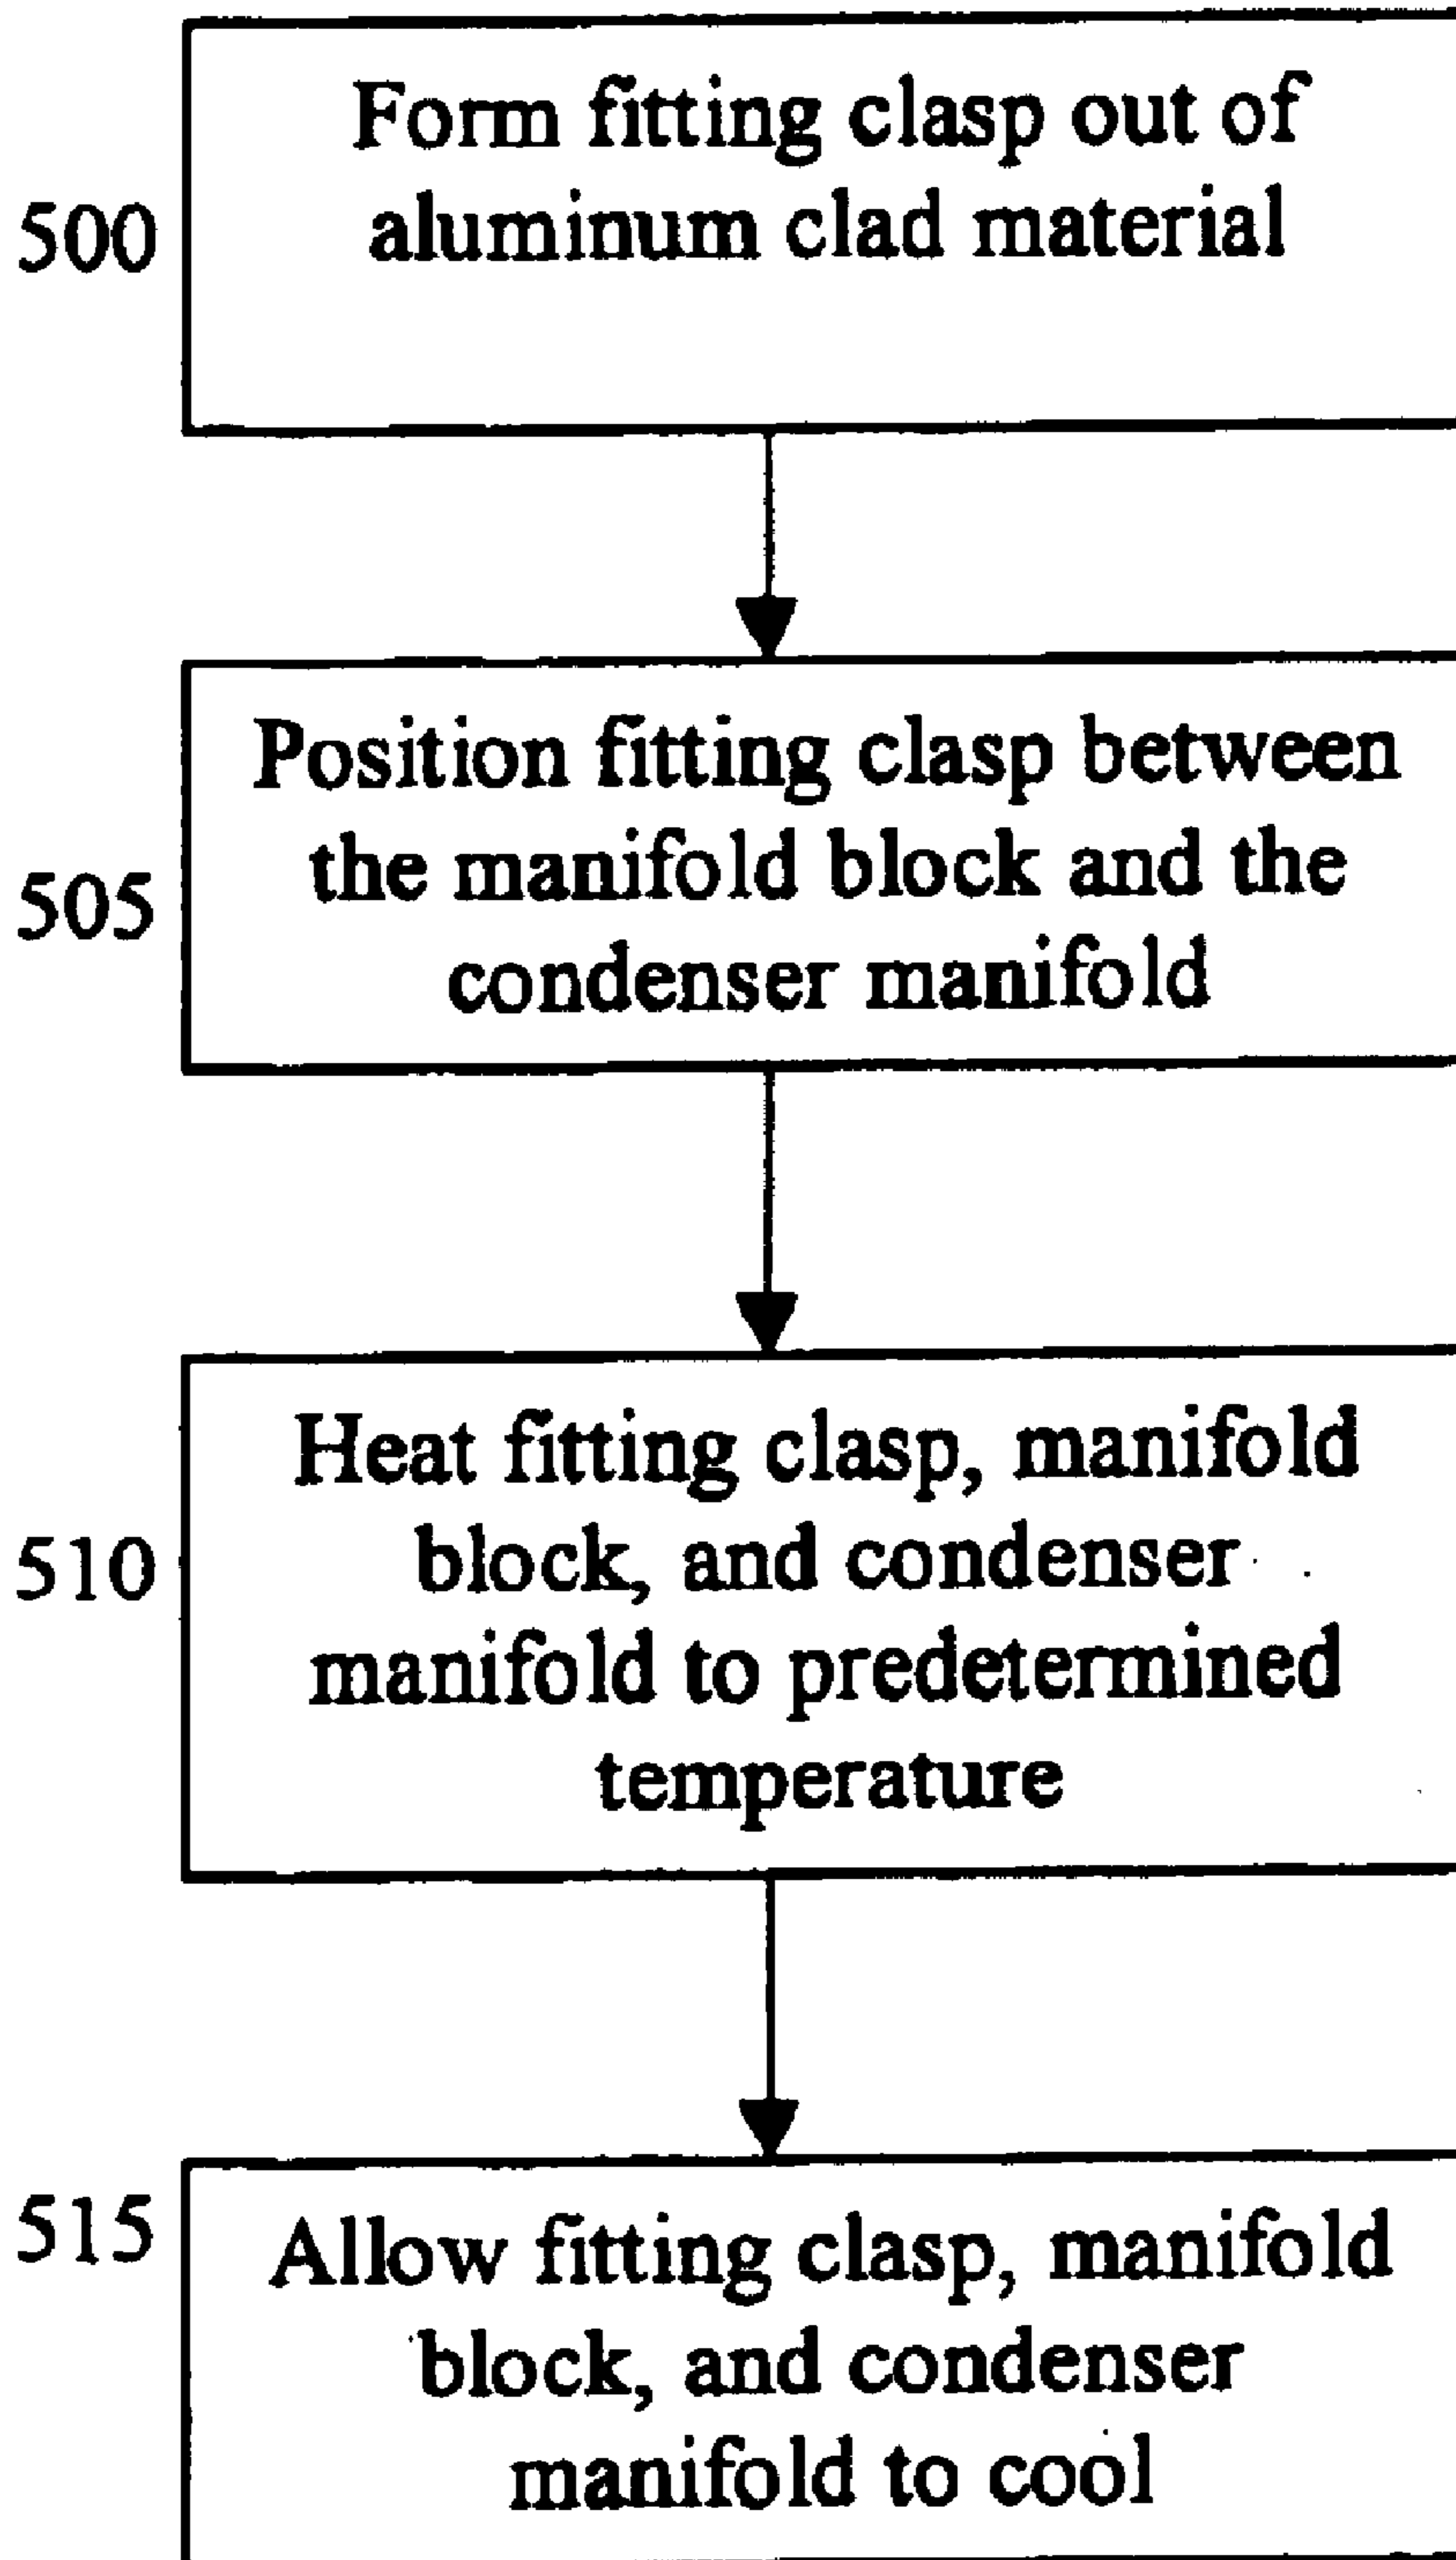 500
Form fitting clasp out of
aluminum clad material
505
Position fitting clasp between
the manifold block and the
condenser manifold
510
Heat fitting clasp, manifold
block, and condenser
manifold to predetermined
temperature
515
Allow fitting clasp, manifold
block, and condenser
manifold to cool